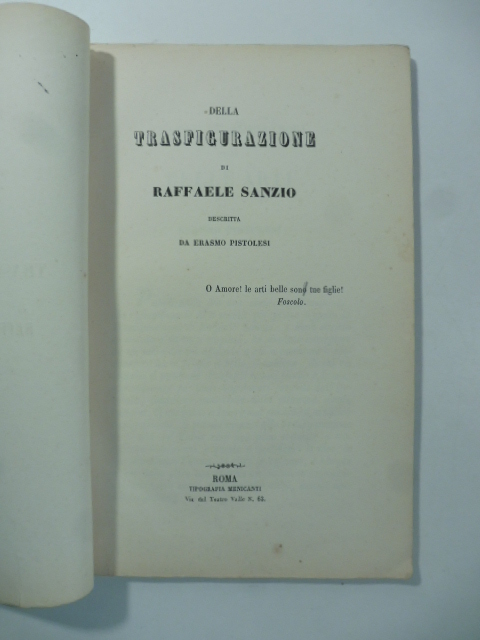 DELLA
TRASFIGURAZIONE
DI
RAFFAELE SANZIO
DESCRITTA
DA ERASMO PISTOLESI
O Amore! le arti belle sono tue figlie!
Foscolo.
ROMA
TIPOGRAFIA MENICANTI
Via del Teatro Valle N. 63.